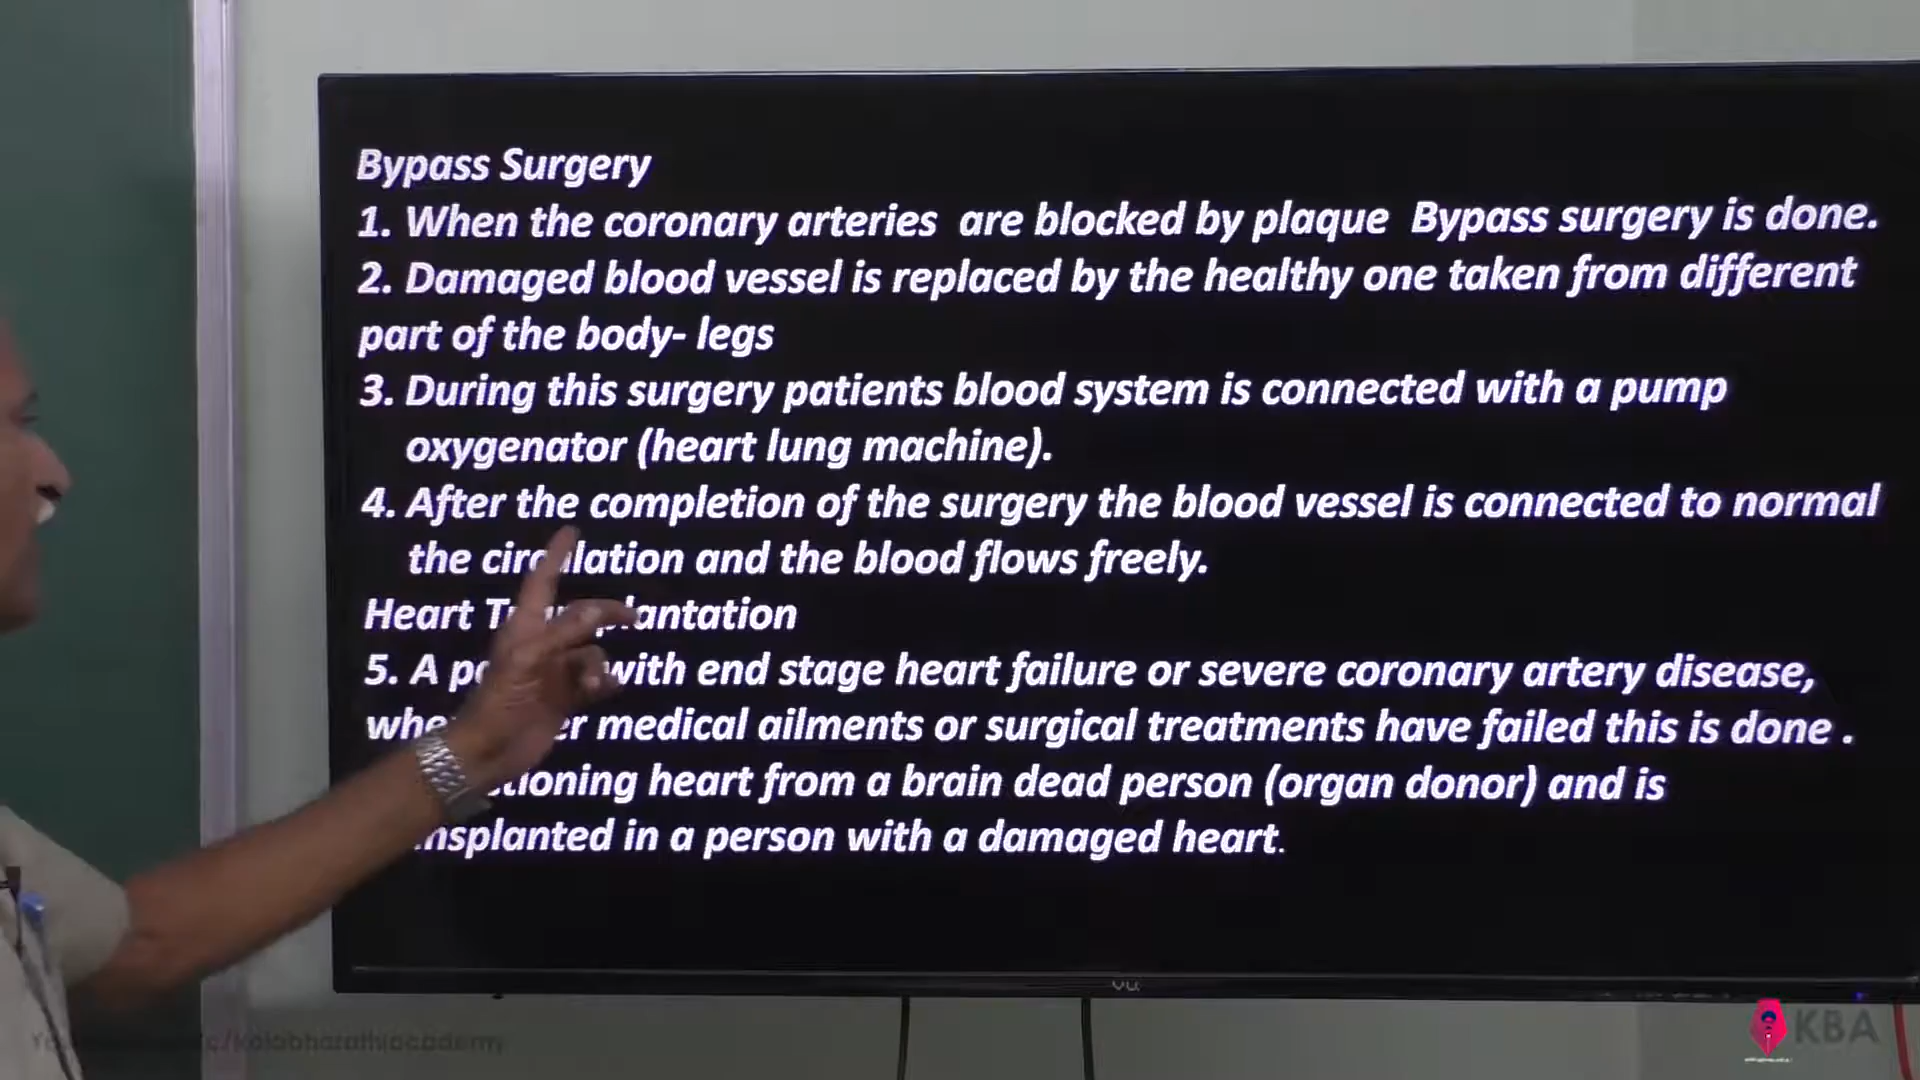 Bypass Surgery
1. When the coronary arteries are blocked by plaque Bypass surgery is done.
2. Damaged blood vessel is replaced by the healthy one taken from different
part of the body- legs
3. During this surgery patients blood system is connected with a pump
oxygenator (heart lung machine).
4. After the completion of the surgery the blood vessel is connected to normal
the circulation and the blood flows freely.
Heart Transplantation
5. A with end stage heart failure or severe coronary artery disease,
medical ailments or surgical treatments have failed this is done .
heart from a brain dead person (organ donor) and is
in a person with a damaged heart.
VU
KBA